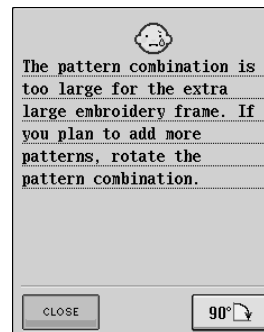 The pattern combination is
too large for the extra
large embroidery frame. If
you plan to add more
patterns, rotate the
pattern combination.
CLOSE
90°